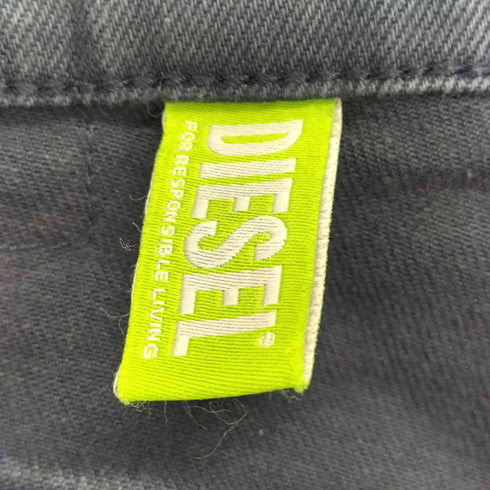 DIESEL®
FOR RESPONSIBLE LIVING